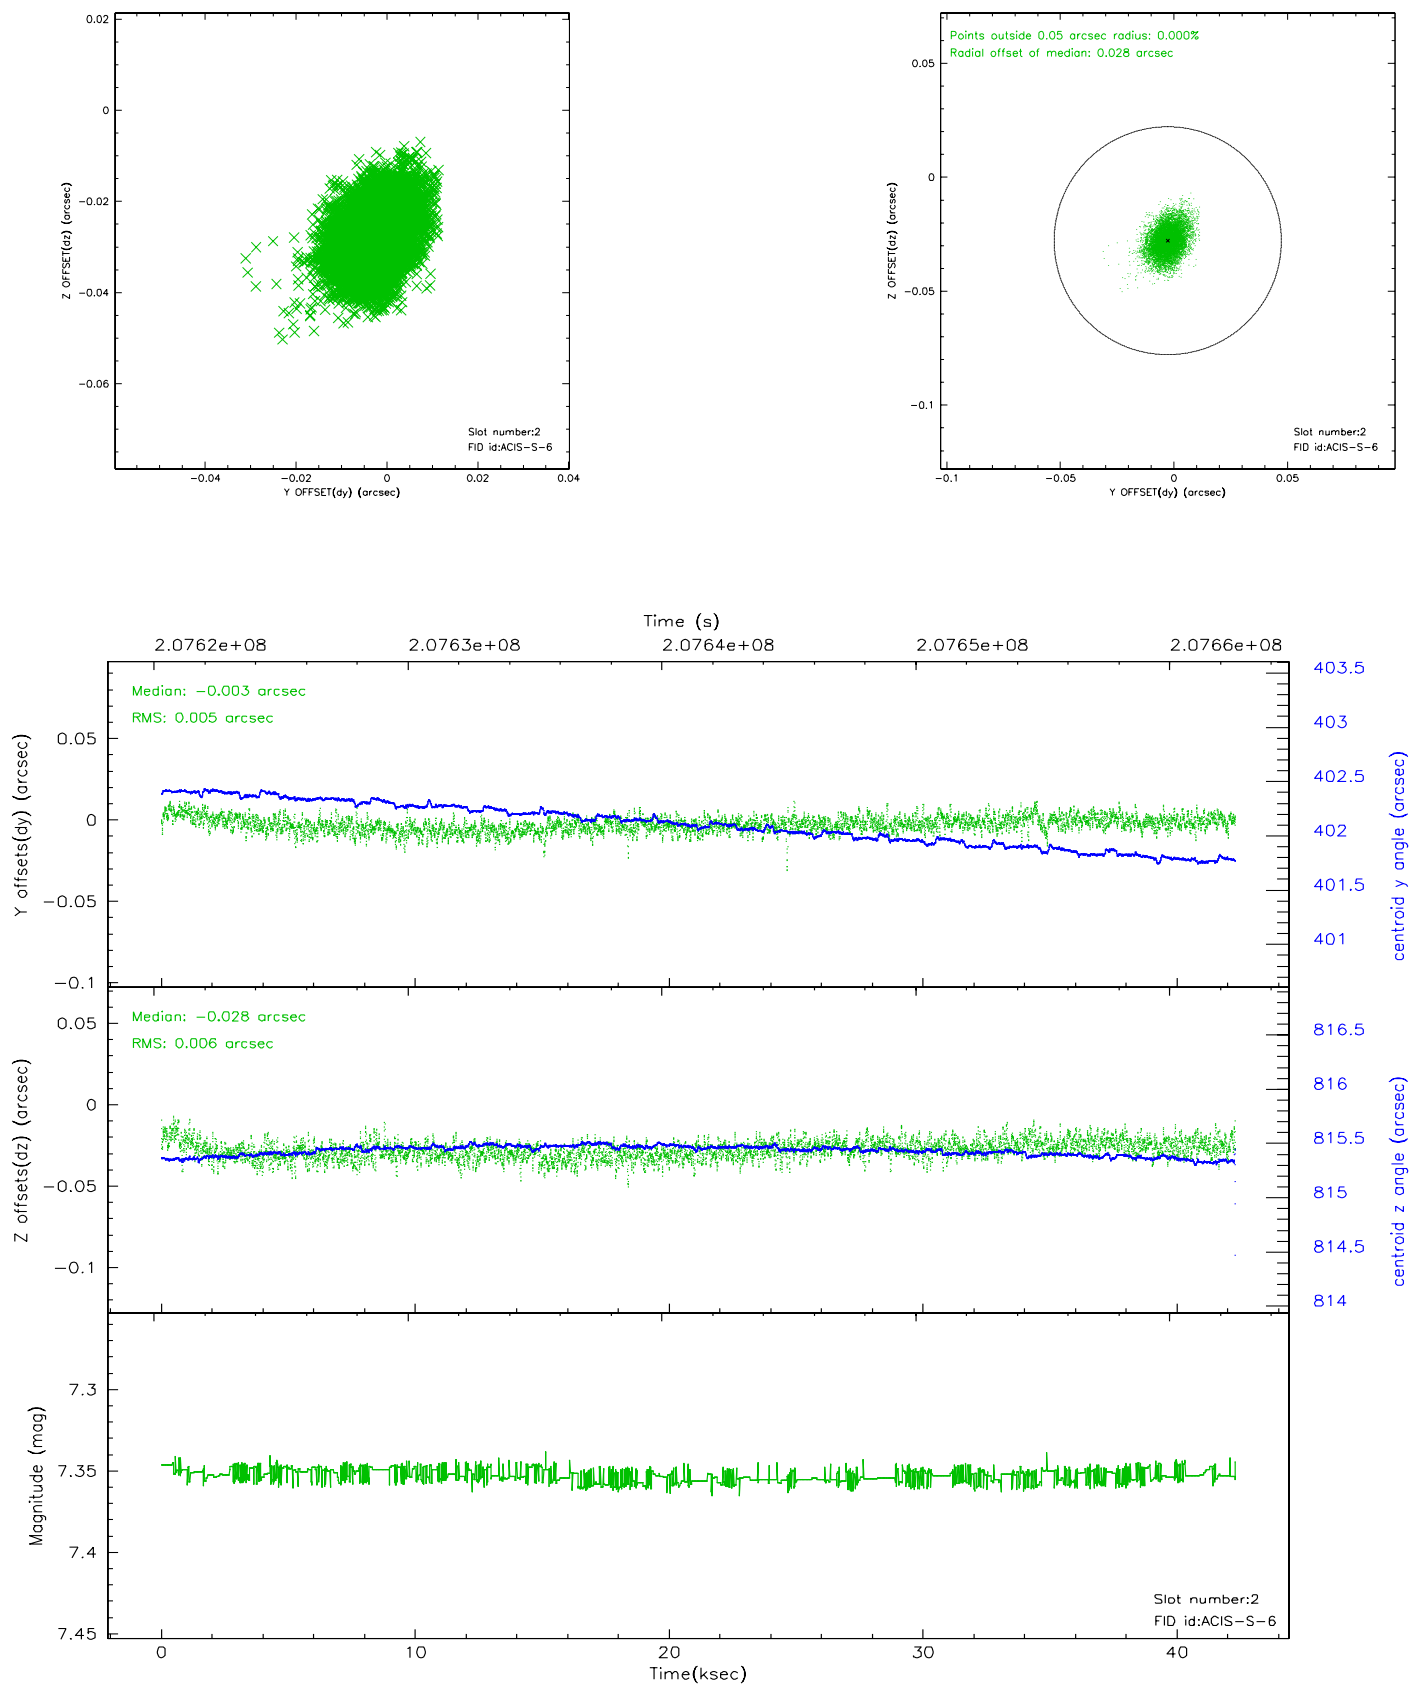 0.02
0
-0.02
-0.04
-0.06
Z OFFSET(dz) (arcsec)
Slot number:2
FID id:ACIS-S-6
-0.04 -0.02 0 0.02 0.04
Y OFFSET(dy) (arcsec)
Points outside 0.05 arcsec radius: 0.000%
Radial offset of median: 0.028 arcsec
0.05
0
-0.05
-0.1
Z OFFSET(dz) (arcsec)
Slot number:2
FID id:ACIS-S-6
-0.1 -0.05 0 0.05
Y OFFSET(dy) (arcsec)
Time (s)
2.0762e+08 2.0763e+08 2.0764e+08 2.0765e+08 2.0766e+08
Median: -0.003 arcsec
RMS: 0.005 arcsec
0.05
0
-0.05
-0.1
Y offsets(dy) (arcsec)
403.5
403
402.5
402
401.5
401
centroid y angle (arcsec)
Median: -0.028 arcsec
RMS: 0.006 arcsec
0.05
0
-0.05
-0.1
Z offsets(dz) (arcsec)
816.5
816
815.5
815
814.5
814
centroid z angle (arcsec)
7.3
7.35
7.4
7.45
Magnitude (mag)
Slot number:2
FID id:ACIS-S-6
0 10 20 30 40
Time(ksec)